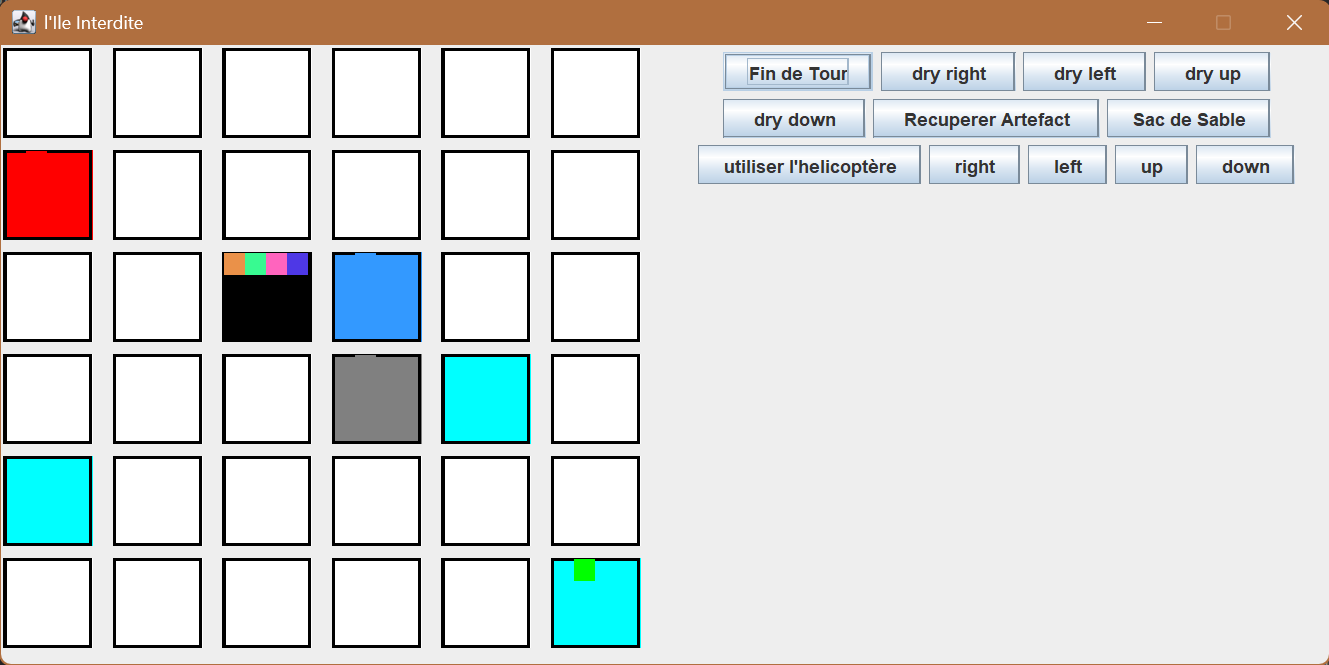 l'Ile Interdite
Fin de Tour dry right dry left dry up
dry down Recuperer Artefact Sac de Sable
utiliser l'helicoptère right left up down